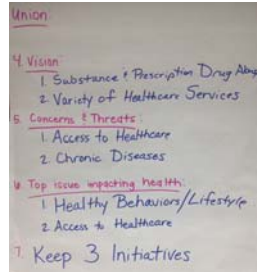 Union
4. Vision
1. Substance & Prescription Drug
2. Variety of Healthcare Services
5. Concerns & Threats:
1. Access to Healthcare
2. Chronic Diseases
6. Top issue impacting health:
1. Healthy Behaviors/Lifestyle
2. Access to Healthcare
7. Keep 3 Initiatives